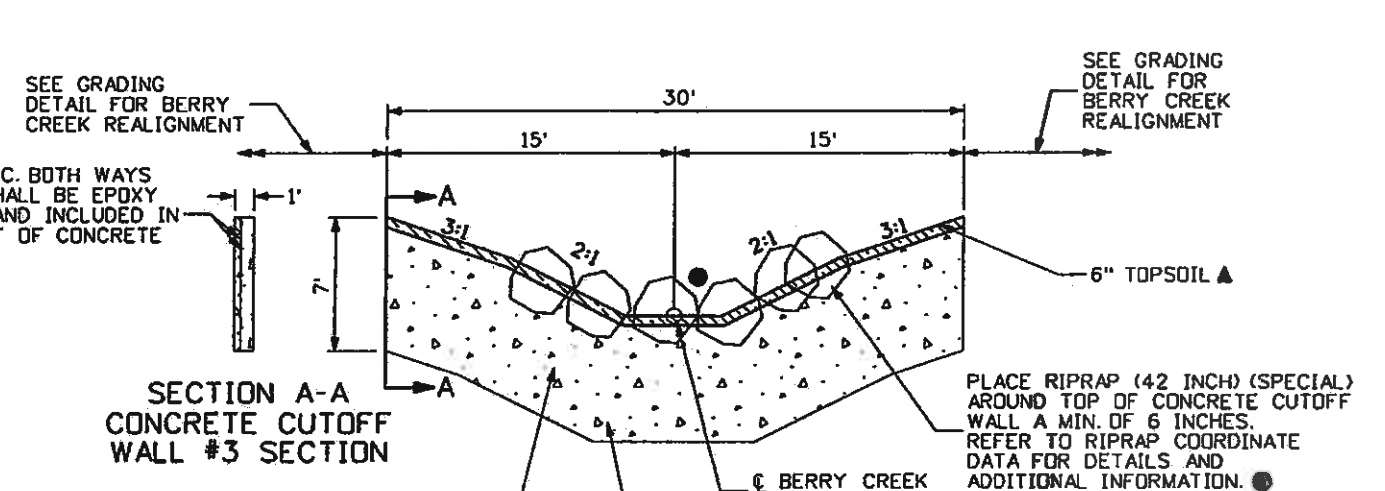 SEE GRADING
DETAIL FOR BERRY
CREEK REALIGNMENT
30'
SEE GRADING
DETAIL FOR
BERRY CREEK
REALIGNMENT
15'
15'
C. BOTH WAYS
HALL BE EPOXY
AND INCLUDED IN
T OF CONCRETE
1'
A
3:1
2:1
2:1
3:1
7'
6" TOPSOIL ▲
A
SECTION A-A
CONCRETE CUTOFF
WALL #3 SECTION
PLACE RIPRAP (42 INCH) (SPECIAL)
AROUND TOP OF CONCRETE CUTOFF
WALL A MIN. OF 6 INCHES.
REFER TO RIPRAP COORDINATE
DATA FOR DETAILS AND
ADDITIONAL INFORMATION. ●
℄ BERRY CREEK